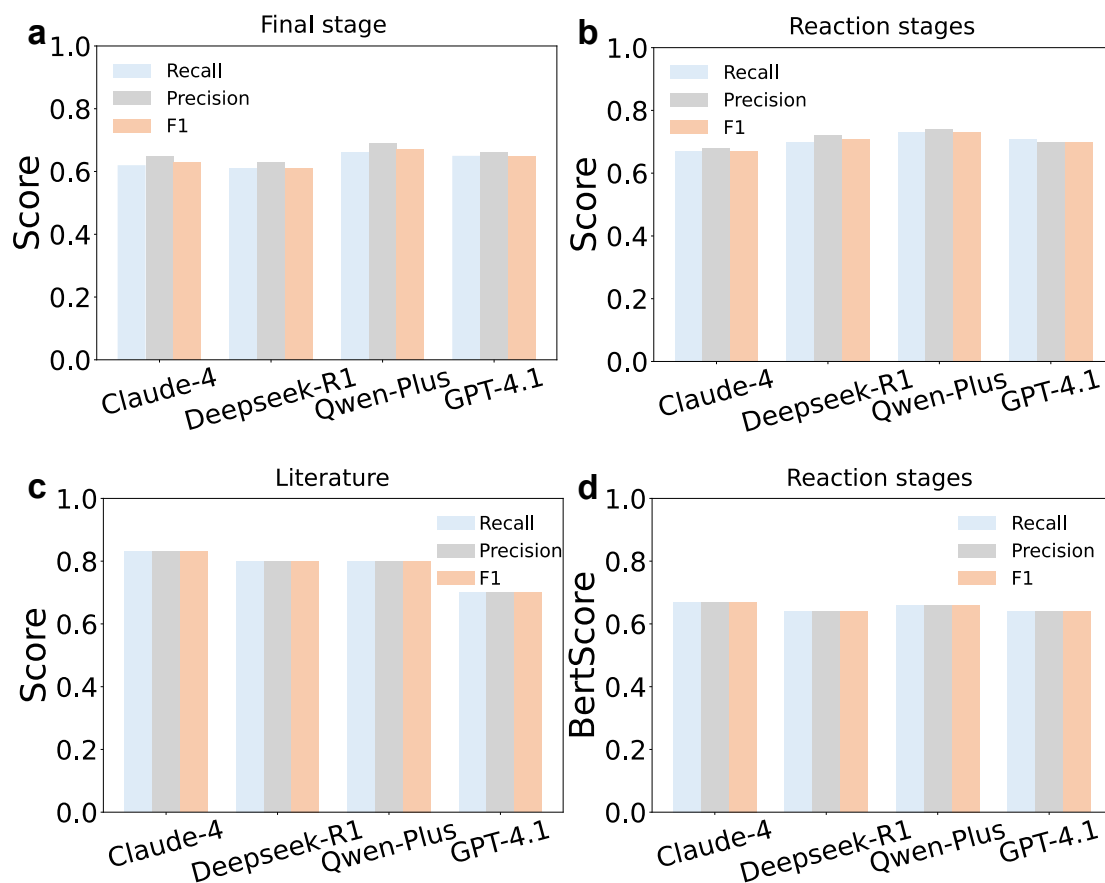 a
Final stage
Score
1.0
0.8
0.6
0.4
0.2
0.0
Recall
Precision
F1
Claude-4
Deepseek-R1
Qwen-Plus
GPT-4.1
b
Reaction stages
Score
1.0
0.8
0.6
0.4
0.2
0.0
Recall
Precision
F1
Claude-4
Deepseek-R1
Qwen-Plus
GPT-4.1
c
Literature
Score
1.0
0.8
0.6
0.4
0.2
0.0
Recall
Precision
F1
Claude-4
Deepseek-R1
Qwen-Plus
GPT-4.1
d
Reaction stages
BertScore
1.0
0.8
0.6
0.4
0.2
0.0
Recall
Precision
F1
Claude-4
Deepseek-R1
Qwen-Plus
GPT-4.1